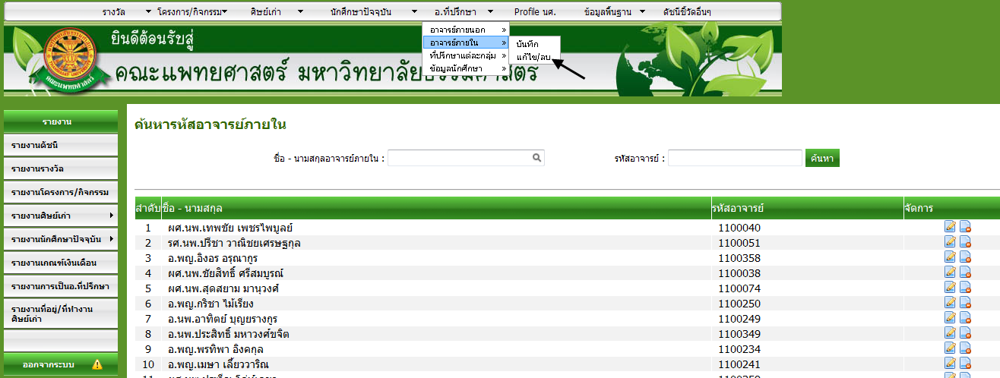 รางวัล โครงการ/กิจกรรม ศิษย์เก่า นักศึกษาปัจจุบัน อ.ที่ปรึกษา Profile นศ. ข้อมูลพื้นฐาน ดัชนีชี้วัดอื่นๆ
อาจารย์ภายนอก »
อาจารย์ภายใน »
ที่ปรึกษาแต่ละกลุ่ม »
ข้อมูลนักศึกษา »
บันทึก
แก้ไข/ลบ
ยินดีต้อนรับสู่
คณะแพทยศาสตร์ มหาวิทยาลัยธรรมศาสตร์
คณะแพทยศาสตร์
รายงาน
รายงานดัชนี
รายงานรางวัล
รายงานโครงการ/กิจกรรม
รายงานศิษย์เก่า
รายงานนักศึกษาปัจจุบัน
รายงานเกณฑ์เงินเดือน
รายงานการเป็นอ.ที่ปรึกษา
รายงานที่อยู่/ที่ทำงาน
ศิษย์เก่า
ออกจากระบบ
ค้นหารหัสอาจารย์ภายใน
ชื่อ - นามสกุลอาจารย์ภายใน : รหัสอาจารย์ : ค้นหา
ลำดับ ชื่อ - นามสกุล รหัสอาจารย์ จัดการ
1 ผศ.นพ.เทพชัย เพชรไพบูลย์ 1100040
2 รศ.นพ.ปรีชา วาณิชยเศรษฐกุล 1100051
3 อ.พญ.อิงอร อรุณากูร 1100358
4 ผศ.นพ.ชัยสิทธิ์ ศรีสมบูรณ์ 1100038
5 ผศ.นพ.สุดสยาม มานุวงศ์ 1100074
6 อ.พญ.กริชา ไม้เรียง 1100250
7 อ.นพ.อาทิตย์ บุญยรางกูร 1100249
8 อ.นพ.ประสิทธิ์ มหาวงศ์ขจิต 1100349
9 อ.พญ.พรทิพา อิงคกุล 1100234
10 อ.พญ.เมษา เลี้ยววาริณ 1100241
11